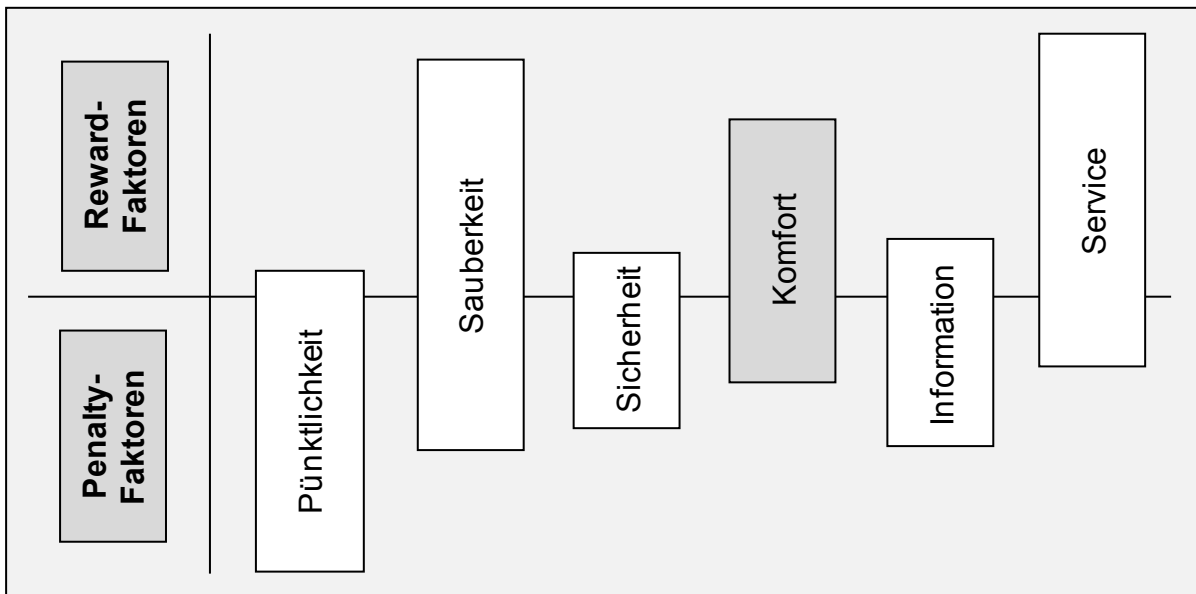 Reward-
Faktoren
Penalty-
Faktoren
Pünktlichkeit
Sauberkeit
Sicherheit
Komfort
Information
Service